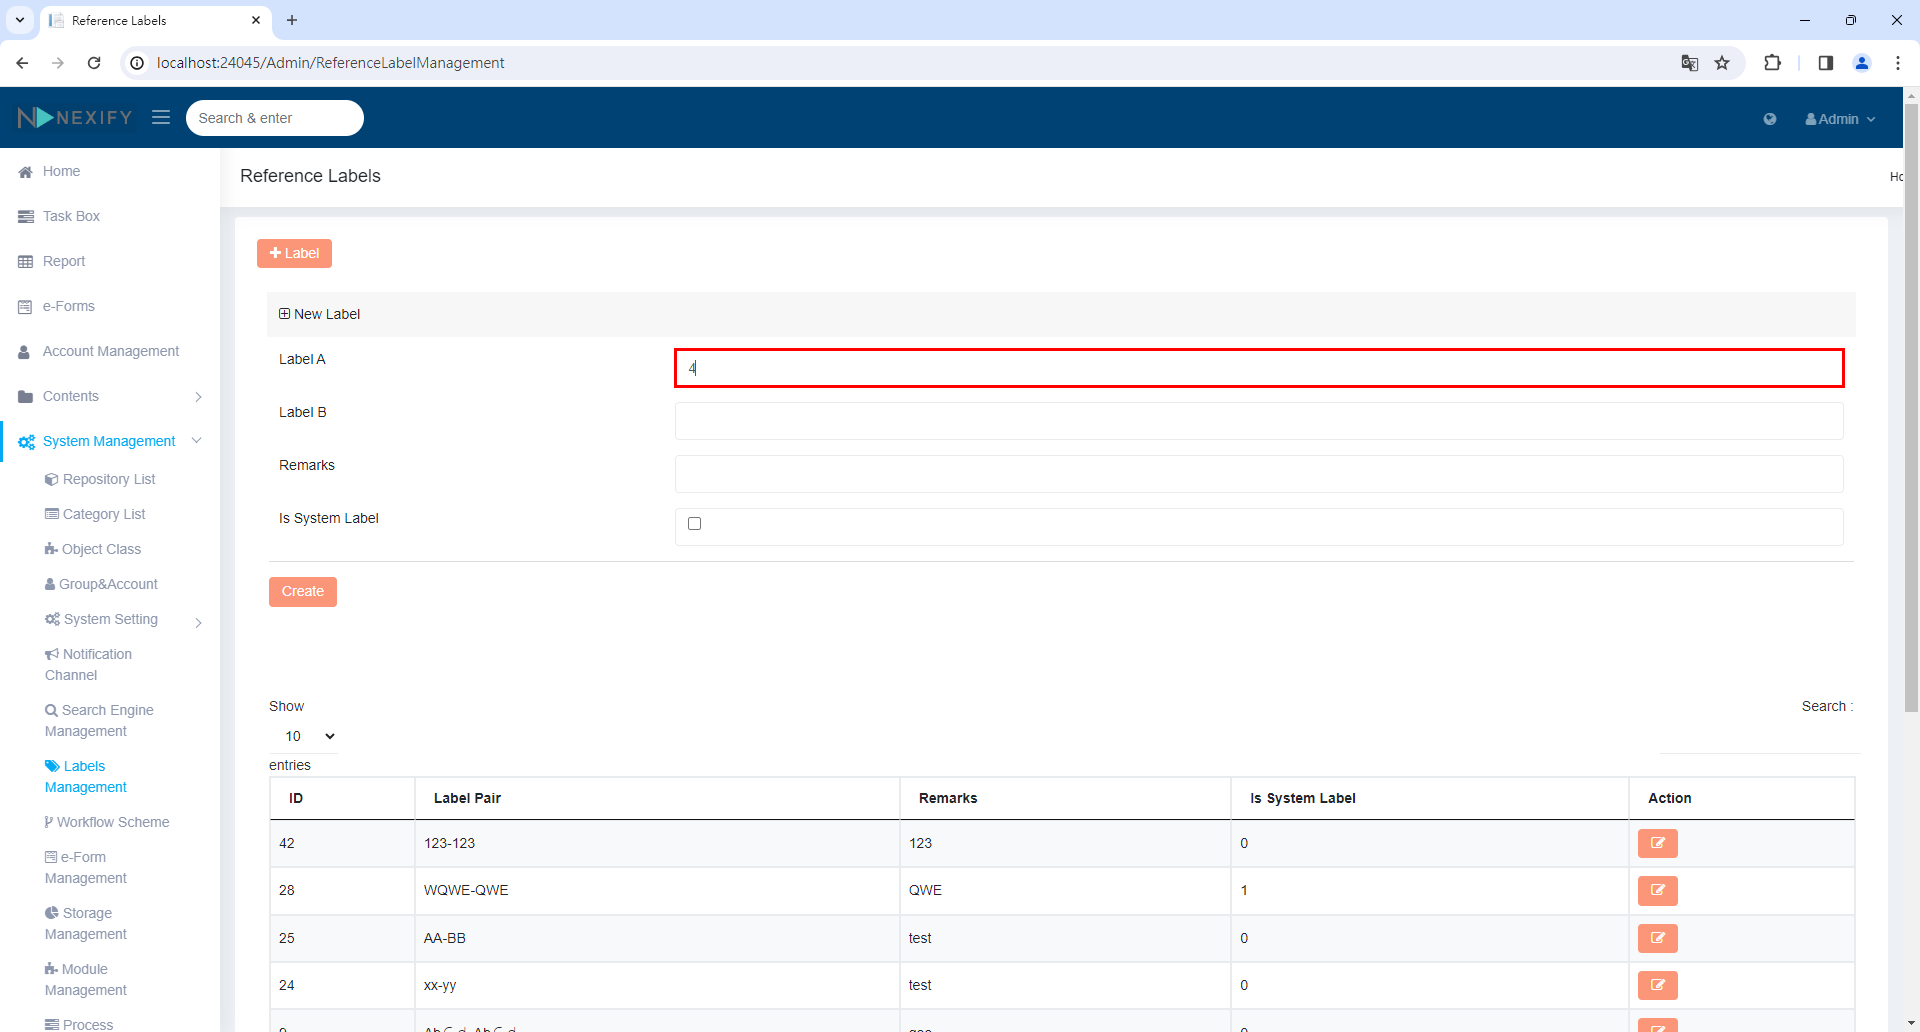 Reference Labels
localhost:24045/Admin/ReferenceLabelManagement
NEXIFY
Search & enter
Admin
Home
Task Box
Report
e-Forms
Account Management
Contents
System Management
Repository List
Category List
Object Class
Group&Account
System Setting
Notification
Channel
Search Engine
Management
Labels
Management
Workflow Scheme
e-Form
Management
Storage
Management
Module
Management
Process
Reference Labels
Ho
Label
New Label
Label A
4
Label B
Remarks
Is System Label
Create
Show
Search :
10
entries
ID Label Pair Remarks Is System Label Action
42 123-123 123 0
28 WQWE-QWE QWE 1
25 AA-BB test 0
24 xx-yy test 0